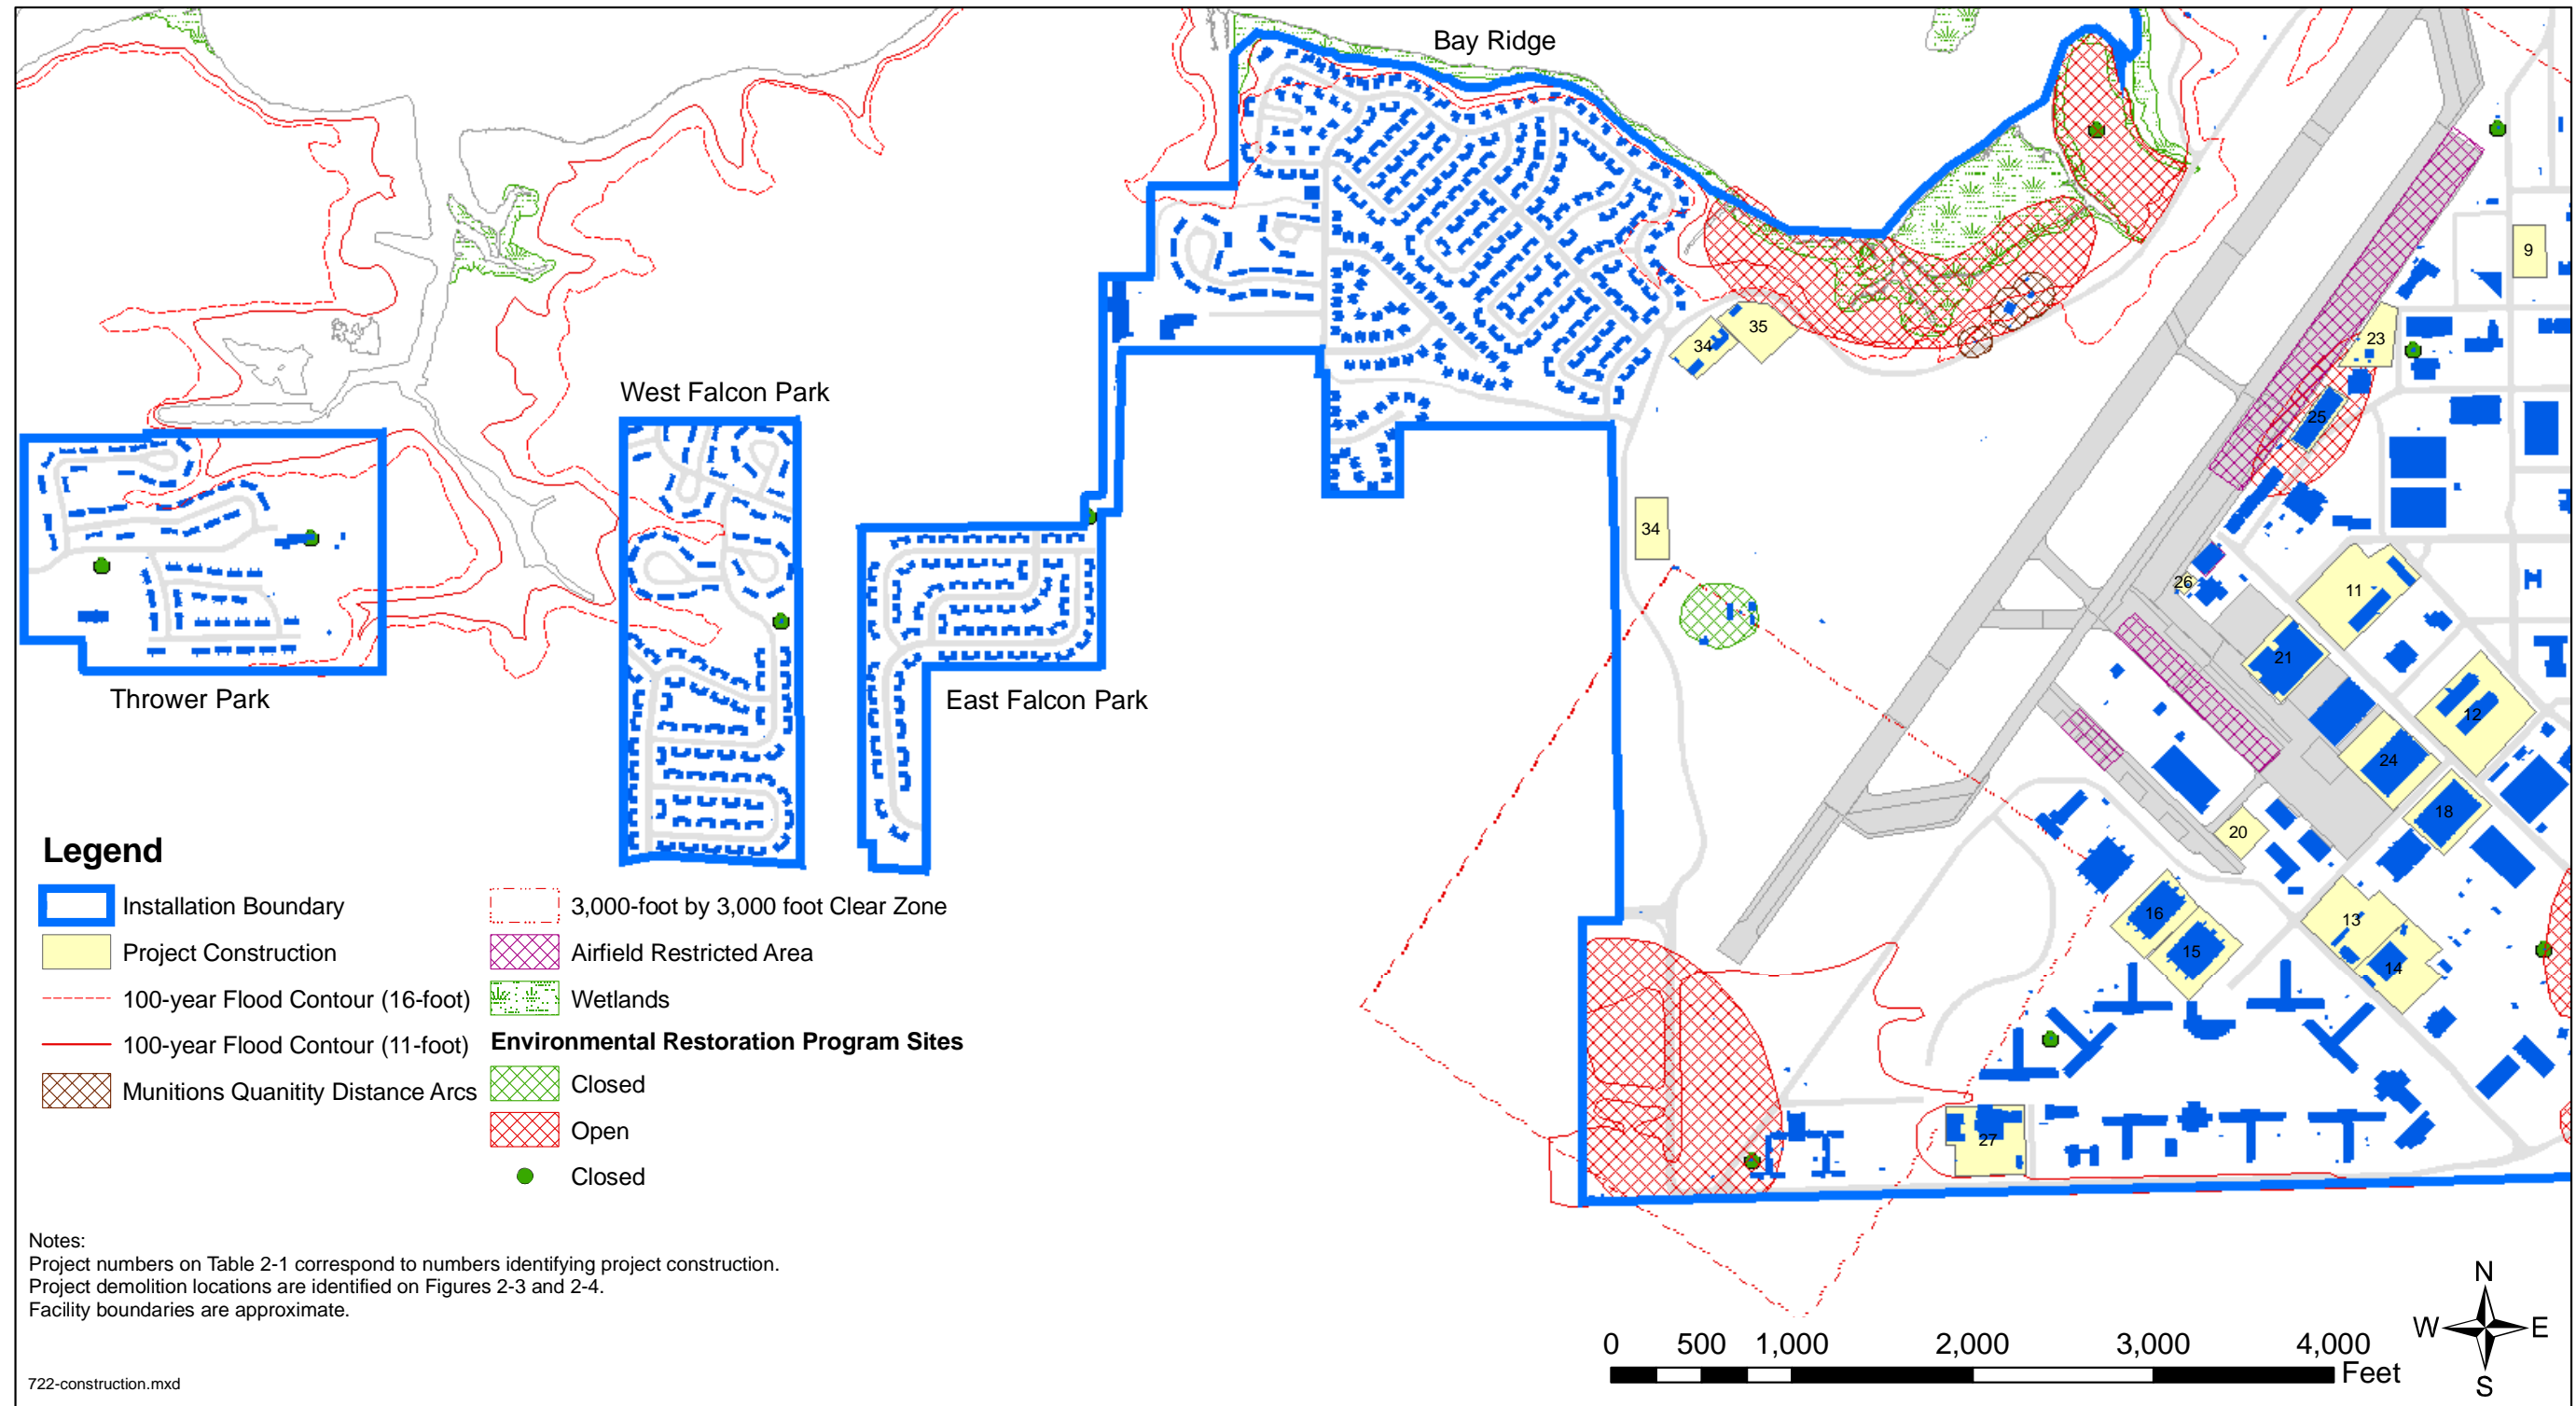 Bay Ridge
9
35
34
23
West Falcon Park
25
34
26
11
21
Thrower Park
East Falcon Park
12
24
18
20
Legend
Installation Boundary
Project Construction
100-year Flood Contour (16-foot)
100-year Flood Contour (11-foot)
Munitions Quanitity Distance Arcs
3,000-foot by 3,000 foot Clear Zone
Airfield Restricted Area
Wetlands
Environmental Restoration Program Sites
Closed
Open
Closed
16
13
15
14
27
Notes:
Project numbers on Table 2-1 correspond to numbers identifying project construction.
Project demolition locations are identified on Figures 2-3 and 2-4.
Facility boundaries are approximate.
722-construction.mxd
0 500 1,000 2,000 3,000 4,000
Feet
N
W E
S